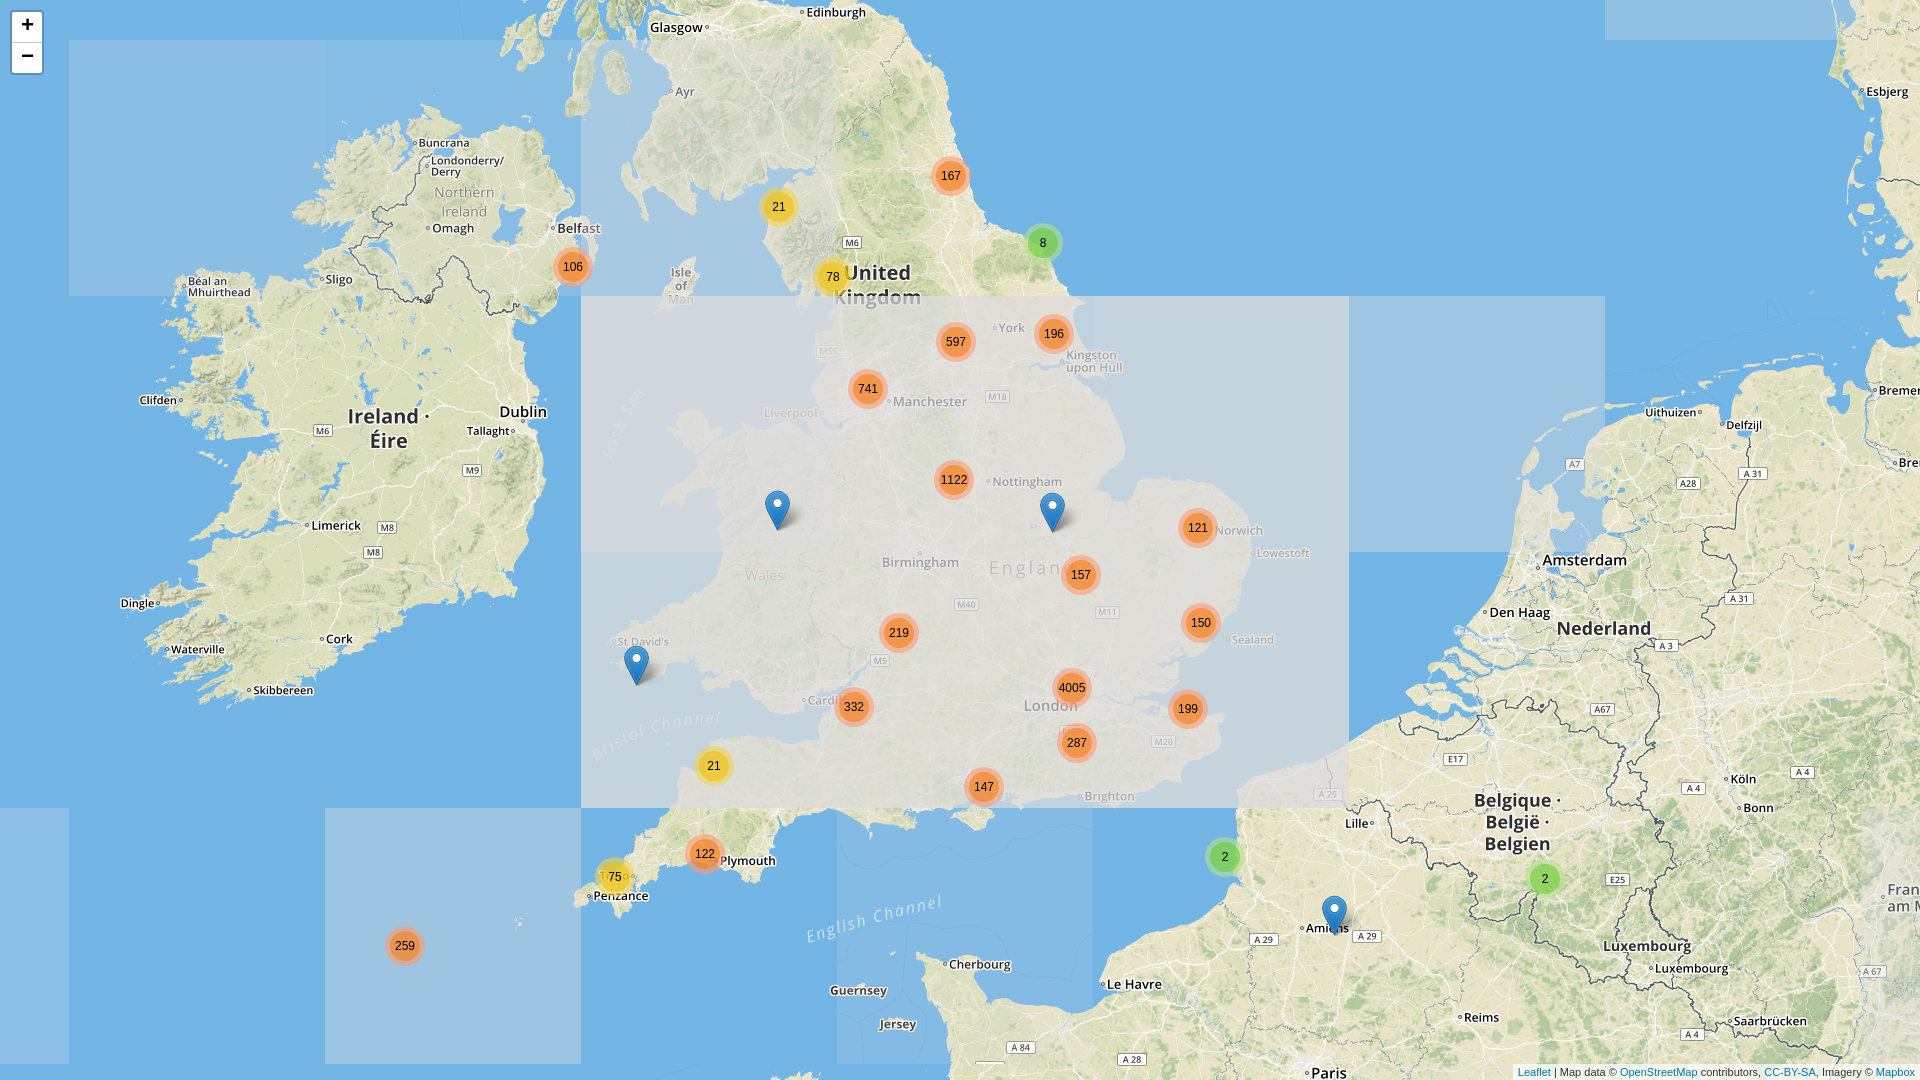 +
−
Glasgow
Edinburgh
Ayr
Esbjerg
Buncrana
Londonderry/
Derry
Northern
Ireland
Omagh
Belfast
167
21
M6
8
106
78
United
Kingdom
Isle
of
Man
Béal an
Mhuirthead
Sligo
597
York
196
Kingston
upon Hull
M55
741
Manchester
M18
Liverpool
Clifden
Ireland ·
Éire
Dublin
Tallaght
M6
M9
Uithuizen
Delfzijl
A7
A 31
A28
1122
Nottingham
121
Norwich
Lowestoft
Limerick
M8
M8
Birmingham
Wales
157
M40
M11
Amsterdam
Den Haag
A 31
Nederland
A 3
Dingle
Cork
Waterville
Skibbereen
219
150
Sealand
St David's
M5
4005
London
332
199
A67
Bristol Channel
287
M20
E17
21
147
Brighton
A 25
Köln
A 4
A 4
Bonn
Belgique ·
België ·
Belgien
Lille
122
Plymouth
75
Penzance
2
2
E25
English Channel
Amiens
A 29
A 29
259
Luxembourg
Luxembourg
A 67
Cherbourg
Guernsey
Le Havre
Jersey
Reims
Saarbrücken
A 4
A 84
A 28
Paris
Leaflet | Map data © OpenStreetMap contributors, CC-BY-SA, Imagery © Mapbox